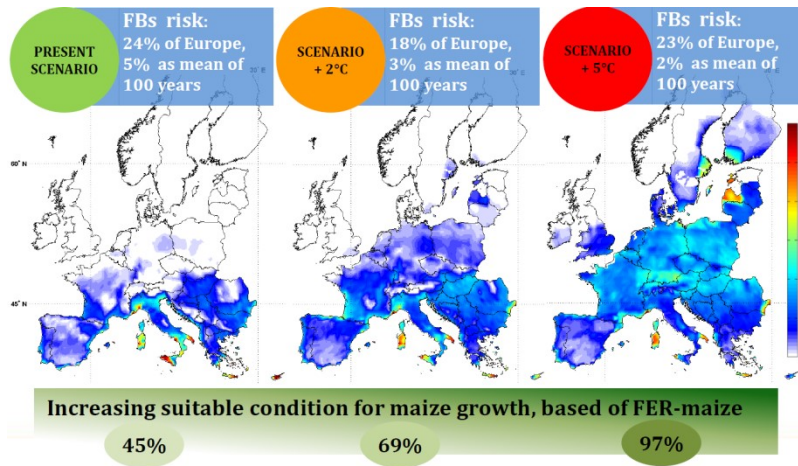 PRESENT
SCENARIO
FBs risk:
24% of Europe,
5% as mean of
100 years
SCENARIO
+ 2°C
FBs risk:
18% of Europe,
3% as mean of
100 years
SCENARIO
+ 5°C
FBs risk:
23% of Europe,
2% as mean of
100 years
60° N
45° N
Increasing suitable condition for maize growth, based of FER-maize
45%
69%
97%